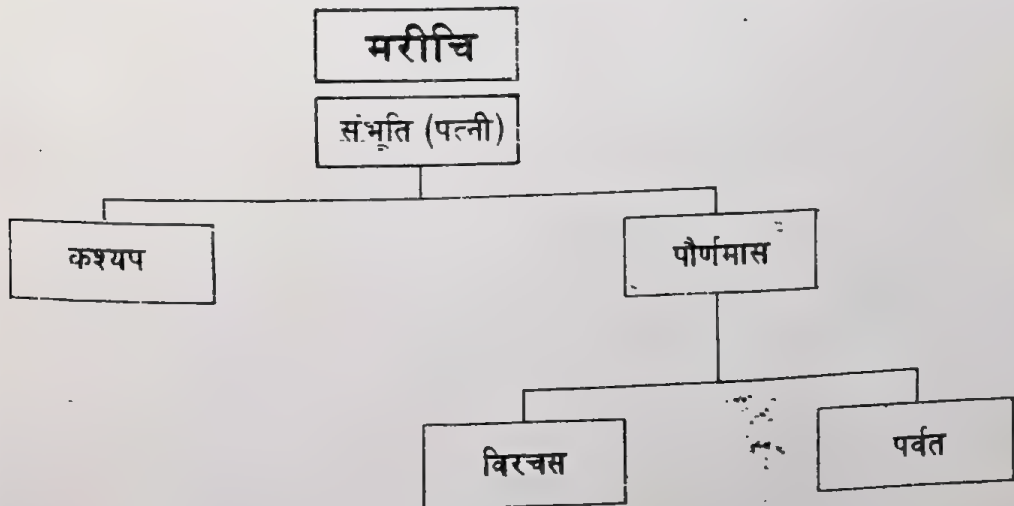 मरीचि
संभूति (पत्नी)
कश्यप
पौर्णमास
विरचस
पर्वत